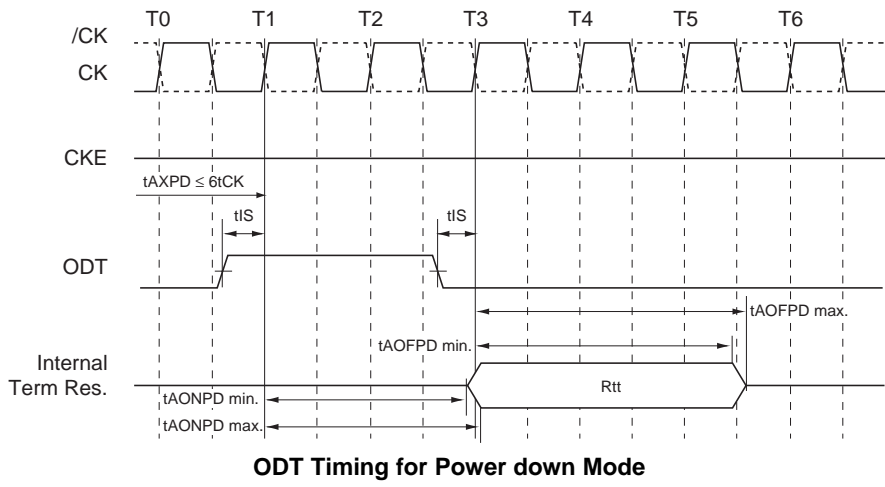 T0 T1 T2 T3 T4 T5 T6
/CK
CK
CKE
tAXPD ≤ 6tCK
tIS tIS
ODT
tAOFPD max.
tAOFPD min.
Internal
Term Res.
Rtt
tAONPD min.
tAONPD max.
ODT Timing for Power down Mode